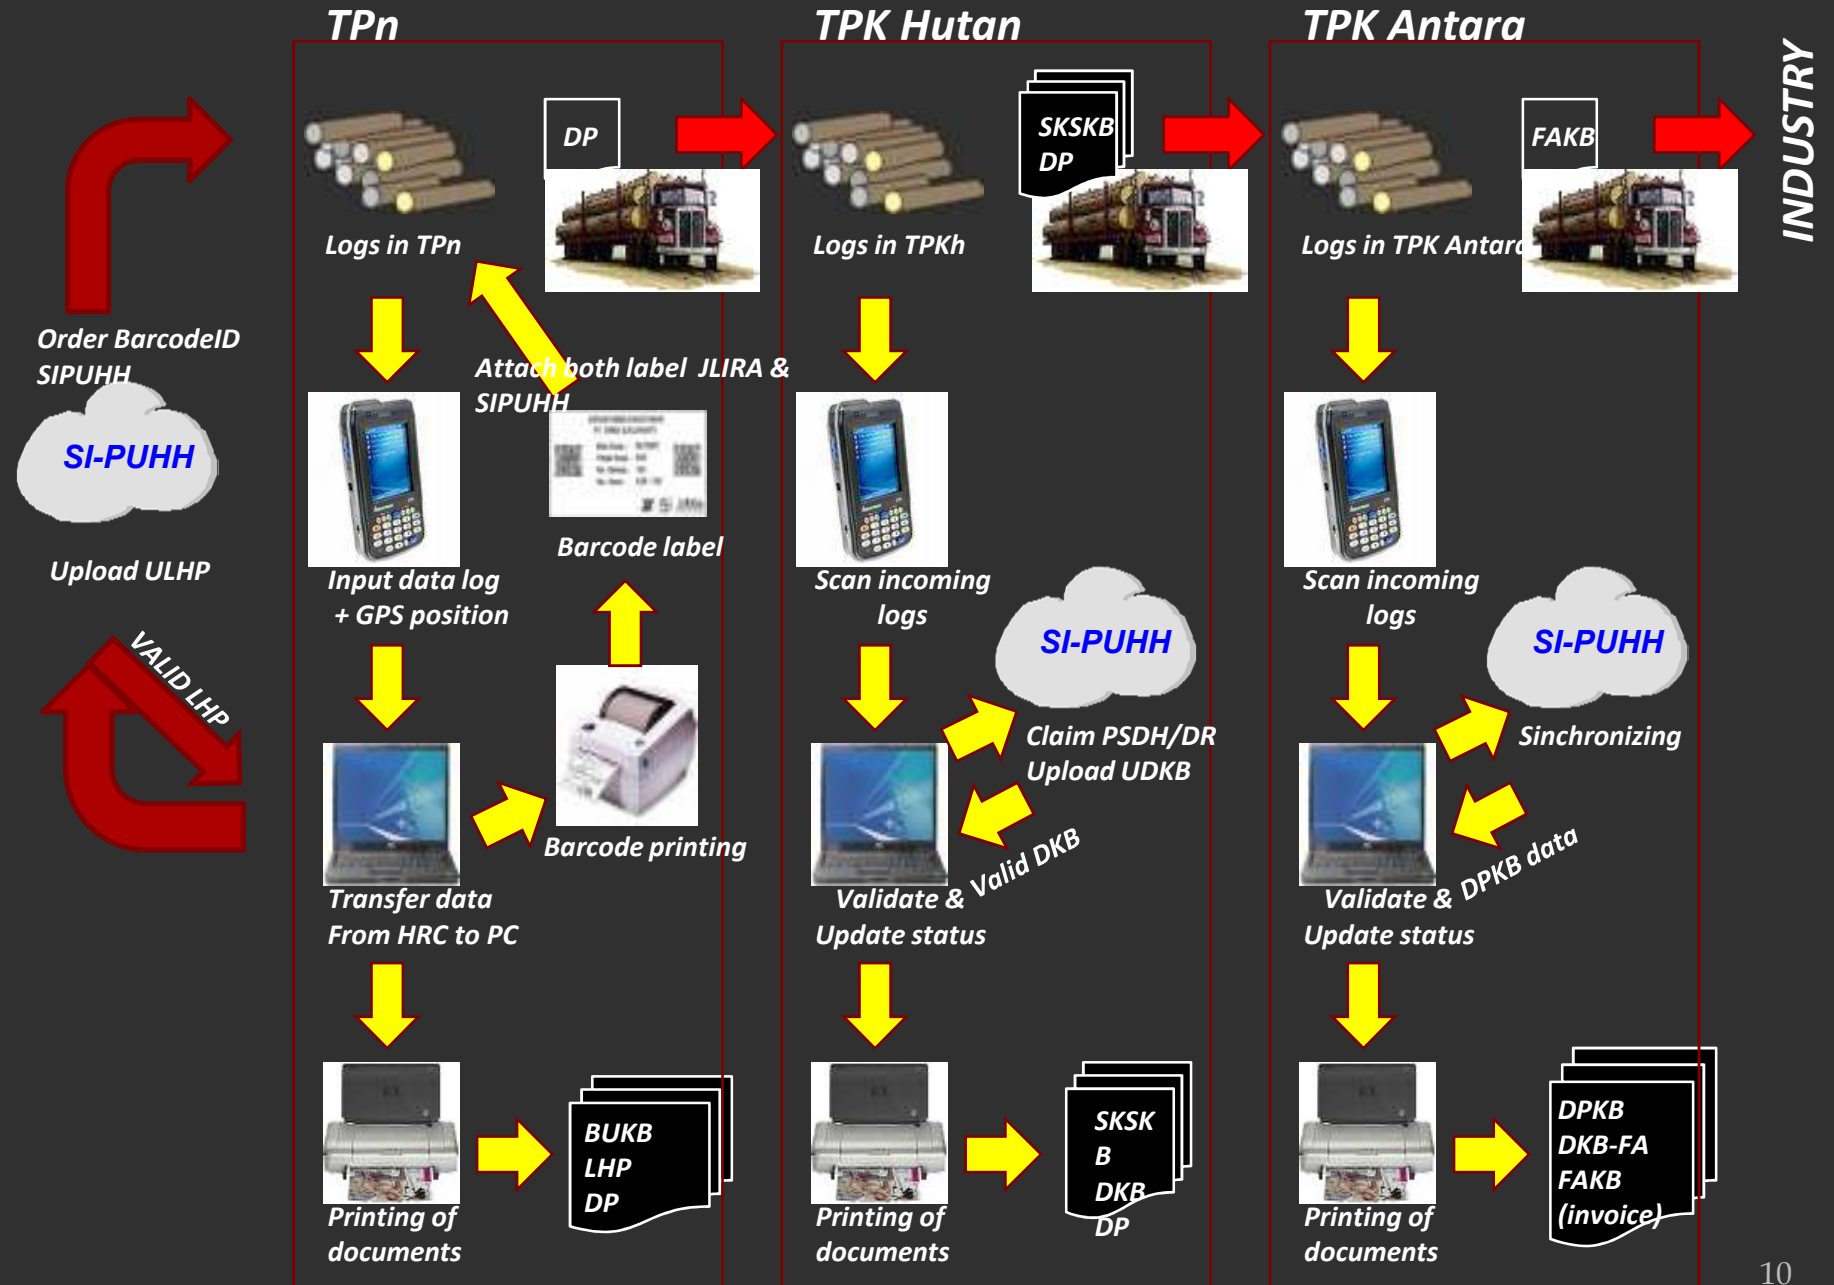 TPn
TPK Hutan
TPK Antara
INDUSTRY
DP
SKSKB
DP
FAKB
Logs in TPn
Logs in TPKh
Logs in TPK Antara
Order BarcodeID
SIPUHH
SI-PUHH
Upload ULHP
VALID LHP
Attach both label JLIRA &
SIPUHH
Barcode label
Input data log
+ GPS position
Barcode printing
Transfer data
From HRC to PC
Printing of
documents
BUKB
LHP
DP
Scan incoming
logs
SI-PUHH
Claim PSDH/DR
Upload UDKB
Valid DKB
Validate &
Update status
Printing of
documents
SKSK
B
DKB
DP
Scan incoming
logs
SI-PUHH
Sinchronizing
DPKB data
Validate &
Update status
Printing of
documents
DPKB
DKB-FA
FAKB
(invoice)
10